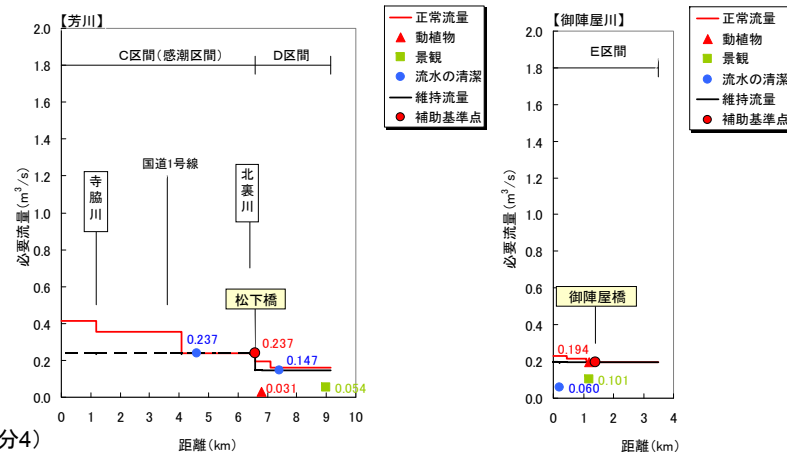 【芳川】
正常流量
動植物
景観
流水の清潔
維持流量
補助基準点
必要流量(m³/s)
2.0
1.8
1.6
1.4
1.2
1.0
0.8
0.6
0.4
0.2
0.0
C区間(感潮区間)
D区間
寺脇川
国道1号線
北裏川
松下橋
0.237
0.237
0.147
0.031
0.054
0 1 2 3 4 5 6 7 8 9 10
距離(km)
分4)
【御陣屋川】
正常流量
動植物
景観
流水の清潔
維持流量
補助基準点
必要流量(m³/s)
2.0
1.8
1.6
1.4
1.2
1.0
0.8
0.6
0.4
0.2
0.0
E区間
御陣屋橋
0.194
0.101
0.060
0 1 2 3 4
距離(km)